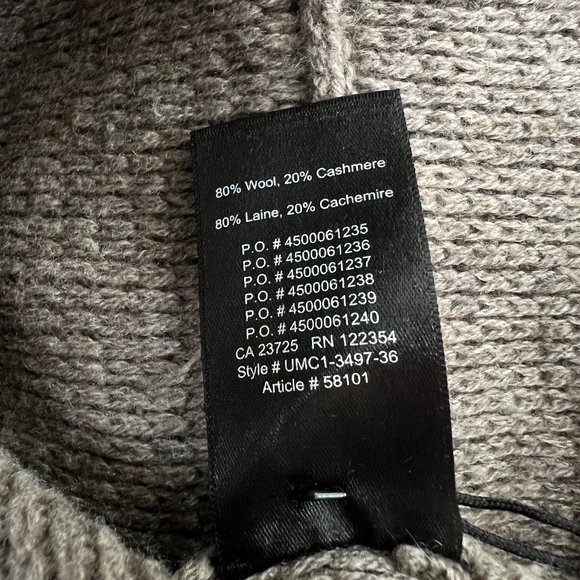 80% Wool, 20% Cashmere
80% Laine, 20% Cachemire
P.O. # 4500061235
P.O. # 4500061236
P.O. # 4500061237
P.O. # 4500061238
P.O. # 4500061239
P.O. # 4500061240
CA 23725 RN 122354
Style # UMC1-3497-36
Article # 58101